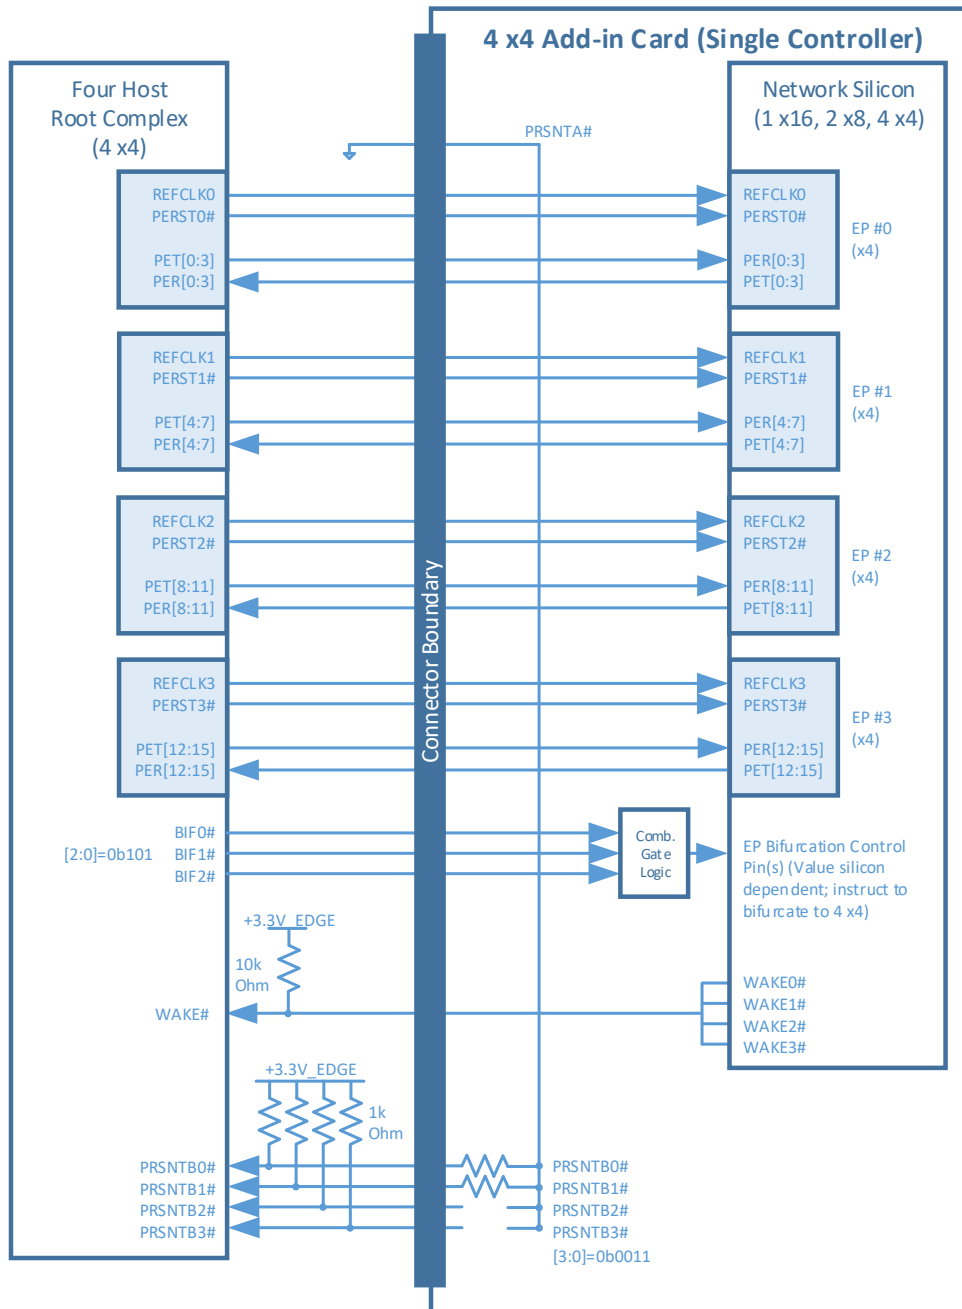 4 x4 Add-in Card (Single Controller)
Four Host
Root Complex
(4 x4)
Network Silicon
(1 x16, 2 x8, 4 x4)
PRSNTA#
REFCLK0
PERST0#
PET[0:3]
PER[0:3]
REFCLK0
PERST0#
PER[0:3]
PET[0:3]
EP #0
(x4)
REFCLK1
PERST1#
PET[4:7]
PER[4:7]
REFCLK1
PERST1#
PER[4:7]
PET[4:7]
EP #1
(x4)
REFCLK2
PERST2#
PET[8:11]
PER[8:11]
REFCLK2
PERST2#
PER[8:11]
PET[8:11]
EP #2
(x4)
REFCLK3
PERST3#
PET[12:15]
PER[12:15]
REFCLK3
PERST3#
PER[12:15]
PET[12:15]
EP #3
(x4)
Connector Boundary
BIF0#
[2:0]=0b101
BIF1#
BIF2#
Comb.
Gate
Logic
EP Bifurcation Control
Pin(s) (Value silicon
dependent; instruct to
bifurcate to 4 x4)
+3.3V_EDGE
10k
Ohm
WAKE#
WAKE0#
WAKE1#
WAKE2#
WAKE3#
+3.3V_EDGE
1k
Ohm
PRSNTB0#
PRSNTB1#
PRSNTB2#
PRSNTB3#
PRSNTB0#
PRSNTB1#
PRSNTB2#
PRSNTB3#
[3:0]=0b0011